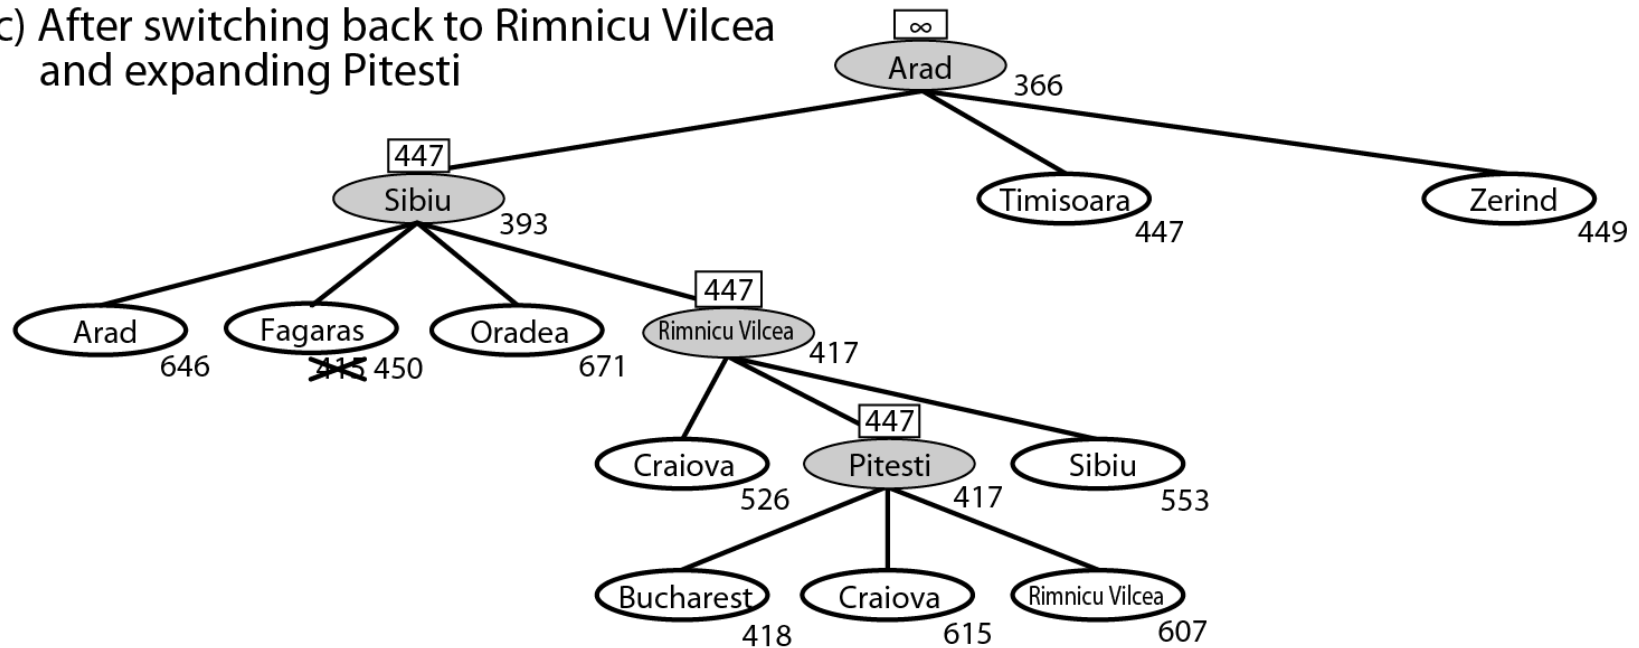 c) After switching back to Rimnicu Vilcea
and expanding Pitesti
∞
Arad
366
447
Sibiu
393
Timisoara
447
Zerind
449
Arad
646
Fagaras
415 450
Oradea
671
447
Rimnicu Vilcea
417
Craiova
526
447
Pitesti
417
Sibiu
553
Bucharest
418
Craiova
615
Rimnicu Vilcea
607